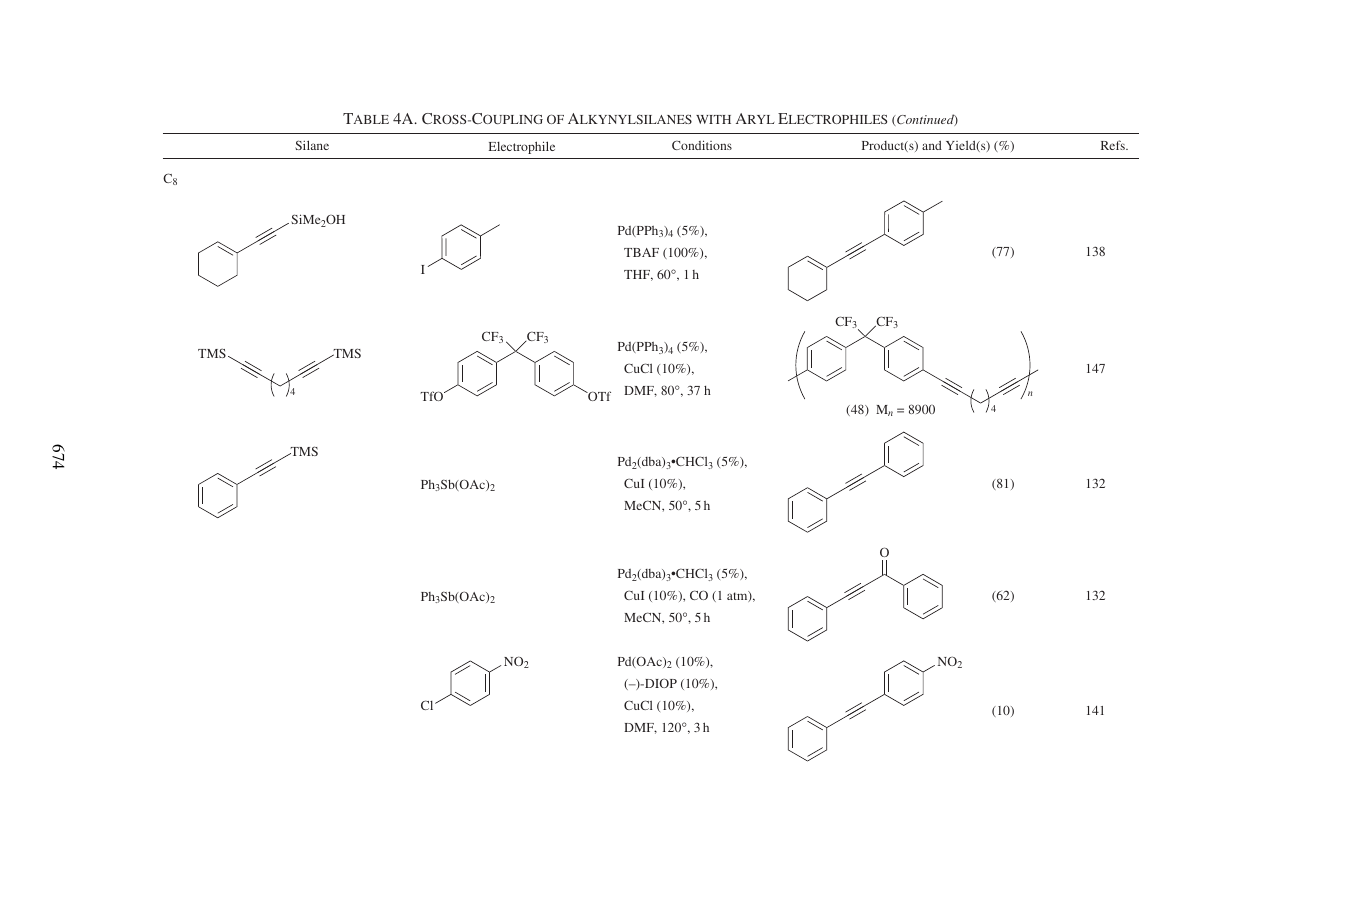 TABLE 4A. CROSS-COUPLING OF ALKYNYLSILANES WITH ARYL ELECTROPHILES (Continued)
Silane Electrophile Conditions Product(s) and Yield(s) (%) Refs.
C8
SiMe2OH
I
Pd(PPh3)4 (5%),
TBAF (100%),
THF, 60°, 1 h
(77)
138
TMS TMS
4
CF3 CF3
TfO OTf
Pd(PPh3)4 (5%),
CuCl (10%),
DMF, 80°, 37 h
CF3 CF3
4
n
(48) Mn = 8900
147
TMS
Ph3Sb(OAc)2
Pd2(dba)3•CHCl3 (5%),
CuI (10%),
MeCN, 50°, 5 h
(81)
132
Ph3Sb(OAc)2
Pd2(dba)3•CHCl3 (5%),
CuI (10%), CO (1 atm),
MeCN, 50°, 5 h
O
(62)
132
NO2
Cl
Pd(OAc)2 (10%),
(–)-DIOP (10%),
CuCl (10%),
DMF, 120°, 3 h
NO2
(10)
141
674